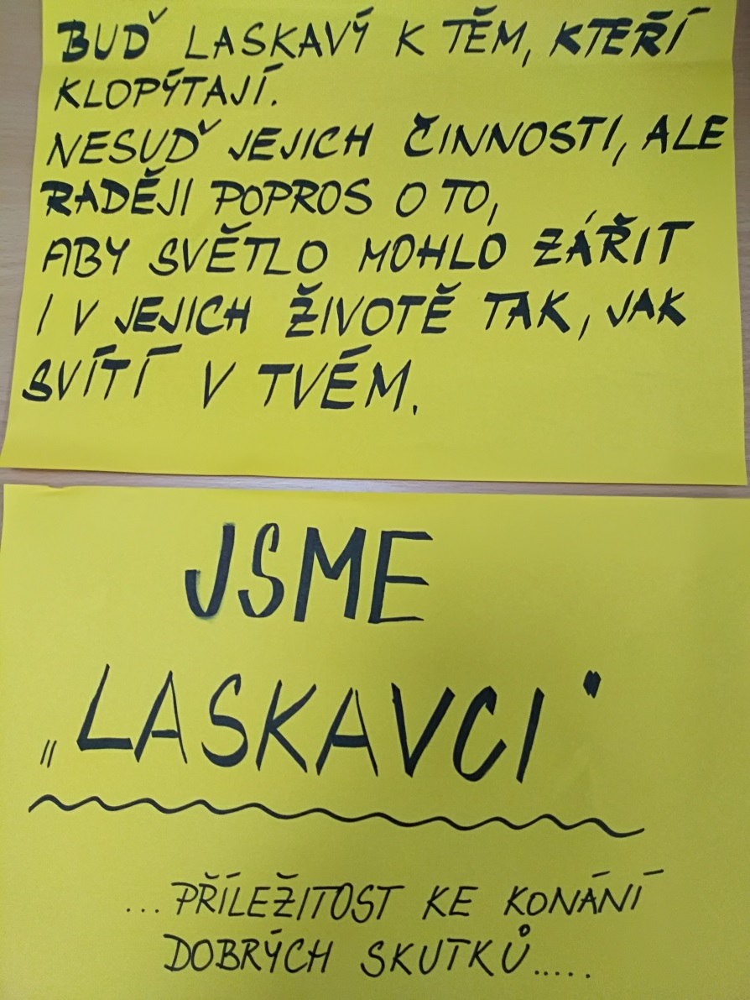 BUĎ LASKAVÝ K TĚM, KTEŘÍ
KLOPÝTAJÍ.
NESUĎ JEJICH ČINNOSTI, ALE
RADĚJI POPROS O TO,
ABY SVĚTLO MOHLO ZÁŘIT
I V JEJICH ŽIVOTĚ TAK, JAK
SVÍTÍ V TVÉM.
JSME
„LASKAVCI"
...PŘÍLEŽITOST KE KONÁNÍ
DOBRÝCH SKUTKŮ.....